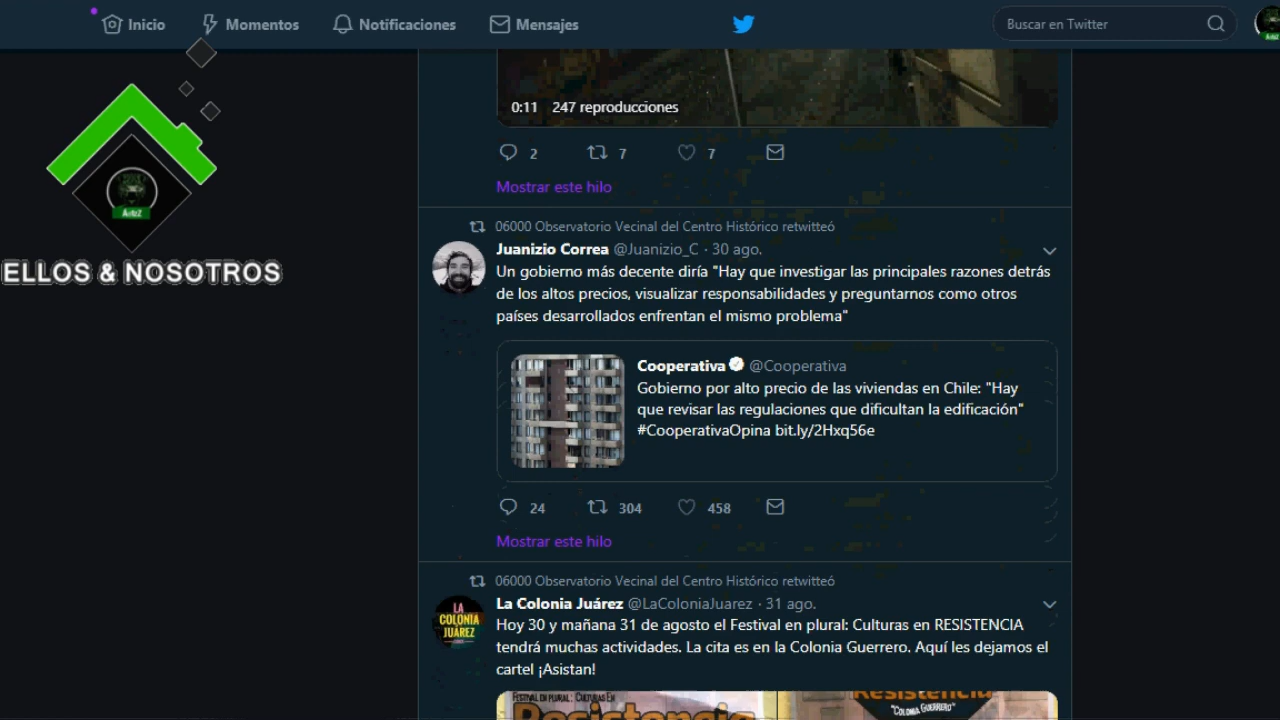 Inicio
Momentos
Notificaciones
Mensajes
Buscar en Twitter
0:11 247 reproducciones
2 7 7
Mostrar este hilo
ELLOS & NOSOTROS
06000 Observatorio Vecinal del Centro Histórico retwitteó
Juanizio Correa @Juanizio_C · 30 ago.
Un gobierno más decente diría "Hay que investigar las principales razones detrás
de los altos precios, visualizar responsabilidades y preguntarnos como otros
países desarrollados enfrentan el mismo problema"
Cooperativa @Cooperativa
Gobierno por alto precio de las viviendas en Chile: "Hay
que revisar las regulaciones que dificultan la edificación"
#CooperativaOpina bit.ly/2Hxq56e
24 304 458
Mostrar este hilo
06000 Observatorio Vecinal del Centro Histórico retwitteó
LA
COLONIA
JUÁREZ
La Colonia Juárez @LaColoniaJuarez · 31 ago.
Hoy 30 y mañana 31 de agosto el Festival en plural: Culturas en RESISTENCIA
tendrá muchas actividades. La cita es en la Colonia Guerrero. Aquí les dejamos el
cartel ¡Asistan!
FESTIVAL EN PLURAL: CULTURAS EN
Resistencia
Resistencia
"COLONIA GUERRERO"